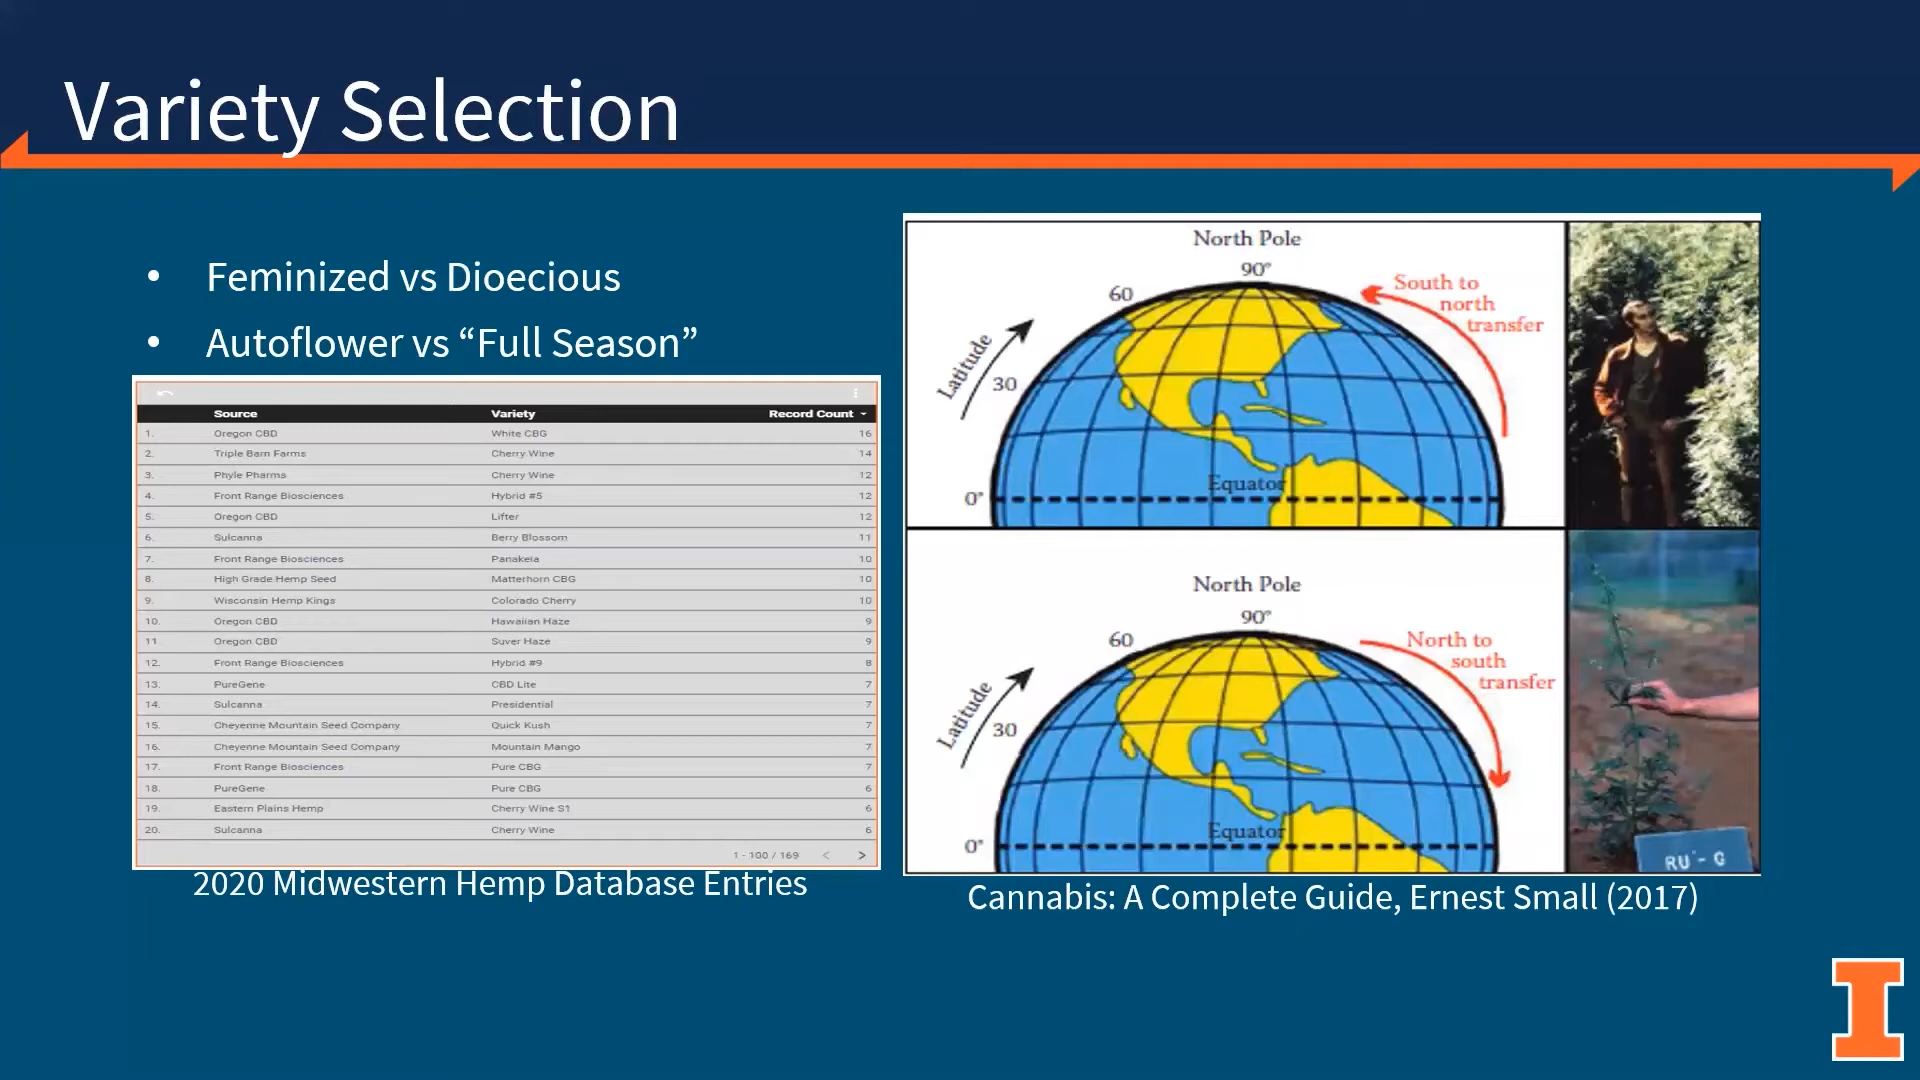 Variety Selection
• Feminized vs Dioecious
• Autoflower vs “Full Season”
Source Variety Record Count
1. Oregon CBD White CBG 16
2. Triple Barn Farms Cherry Wine 14
3. Phyle Pharms Cherry Wine 12
4. Front Range Biosciences Hybrid #5 12
5. Oregon CBD Lifter 12
6. Sulcanna Berry Blossom 11
7. Front Range Biosciences Panakeia 10
8. High Grade Hemp Seed Matterhorn CBG 10
9. Wisconsin Hemp Kings Colorado Cherry 10
10. Oregon CBD Hawaiian Haze 9
11. Oregon CBD Suver Haze 9
12. Front Range Biosciences Hybrid #9 8
13. PureGene CBD Lite 7
14. Sulcanna Presidential 7
15. Cheyenne Mountain Seed Company Quick Kush 7
16. Cheyenne Mountain Seed Company Mountain Mango 7
17. Front Range Biosciences Pure CBG 7
18. PureGene Pure CBG 6
19. Eastern Plains Hemp Cherry Wine S1 6
20. Sulcanna Cherry Wine 6
1 - 100 / 169 < >
2020 Midwestern Hemp Database Entries
North Pole
90°
60
30
0°
Latitude
Equator
South to
north
transfer
North Pole
90°
60
30
0°
Latitude
Equator
North to
south
transfer
RU - G
Cannabis: A Complete Guide, Ernest Small (2017)
I